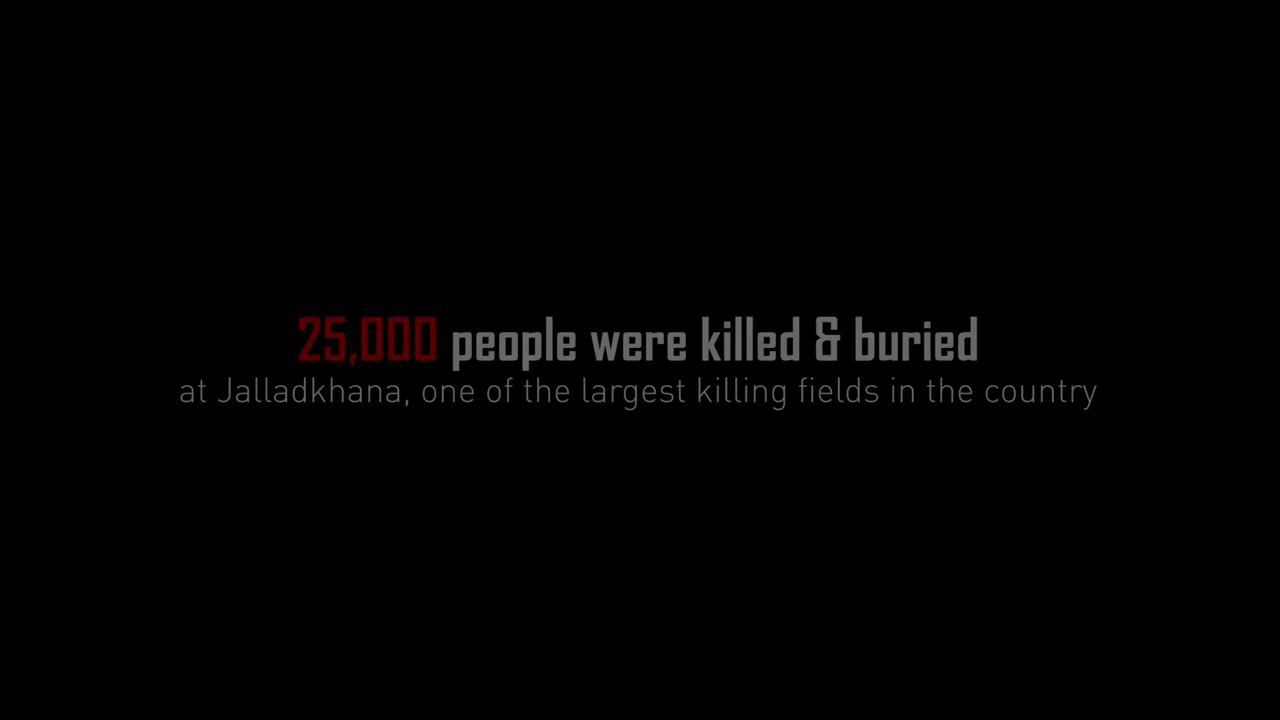 25,000 people were killed & buried
at Jalladkhana, one of the largest killing fields in the country